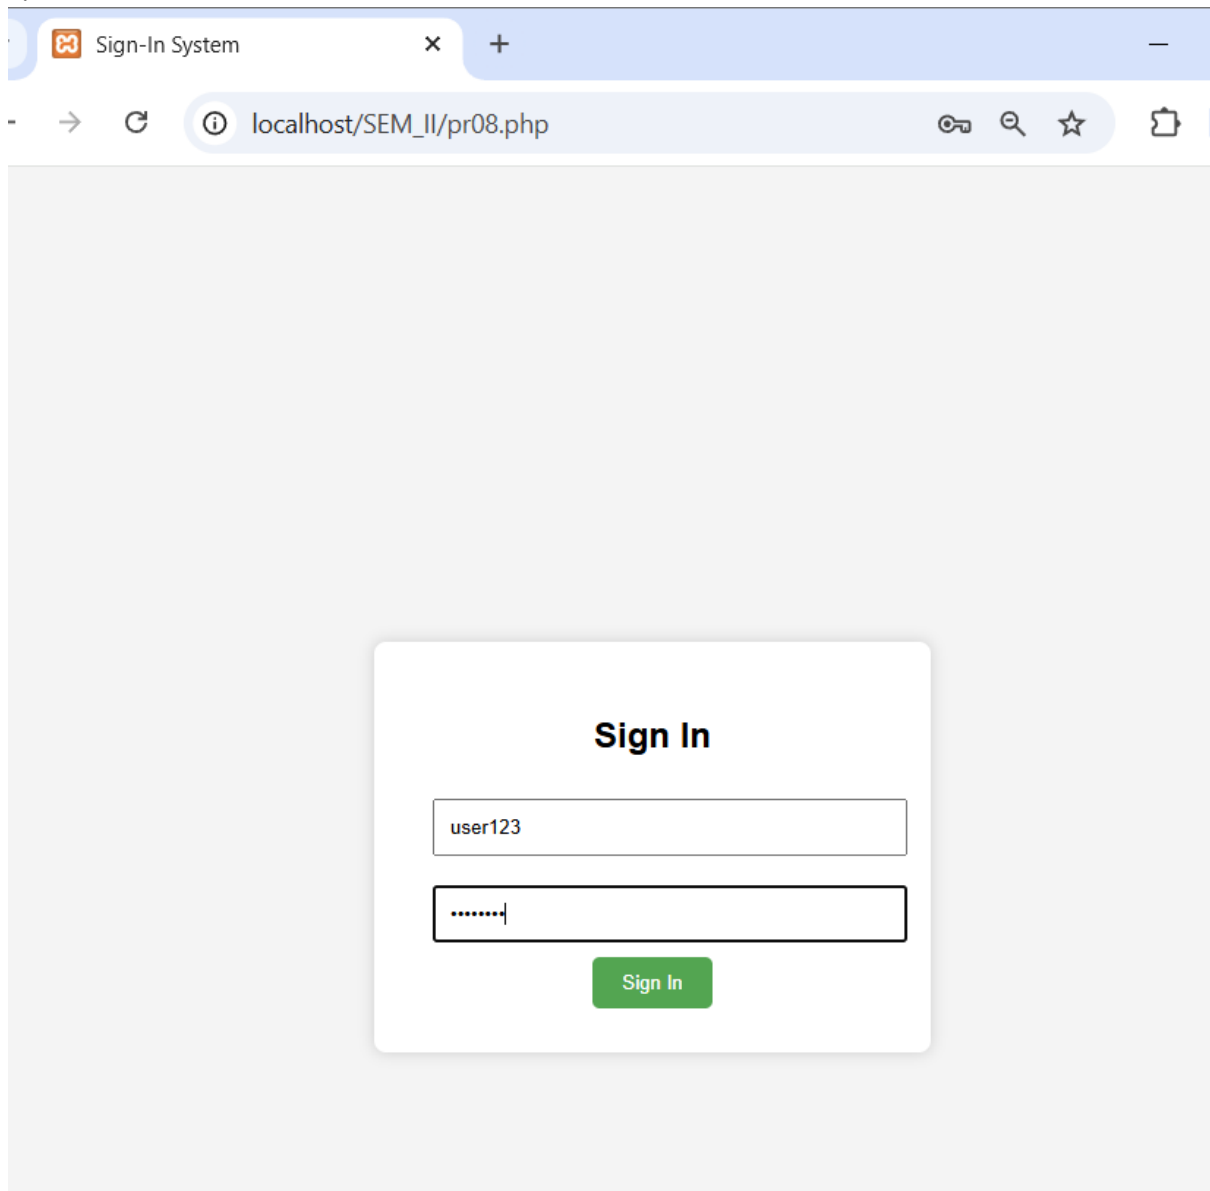 Sign-In System
localhost/SEM_II/pr08.php
Sign In
user123
••••••••
Sign In